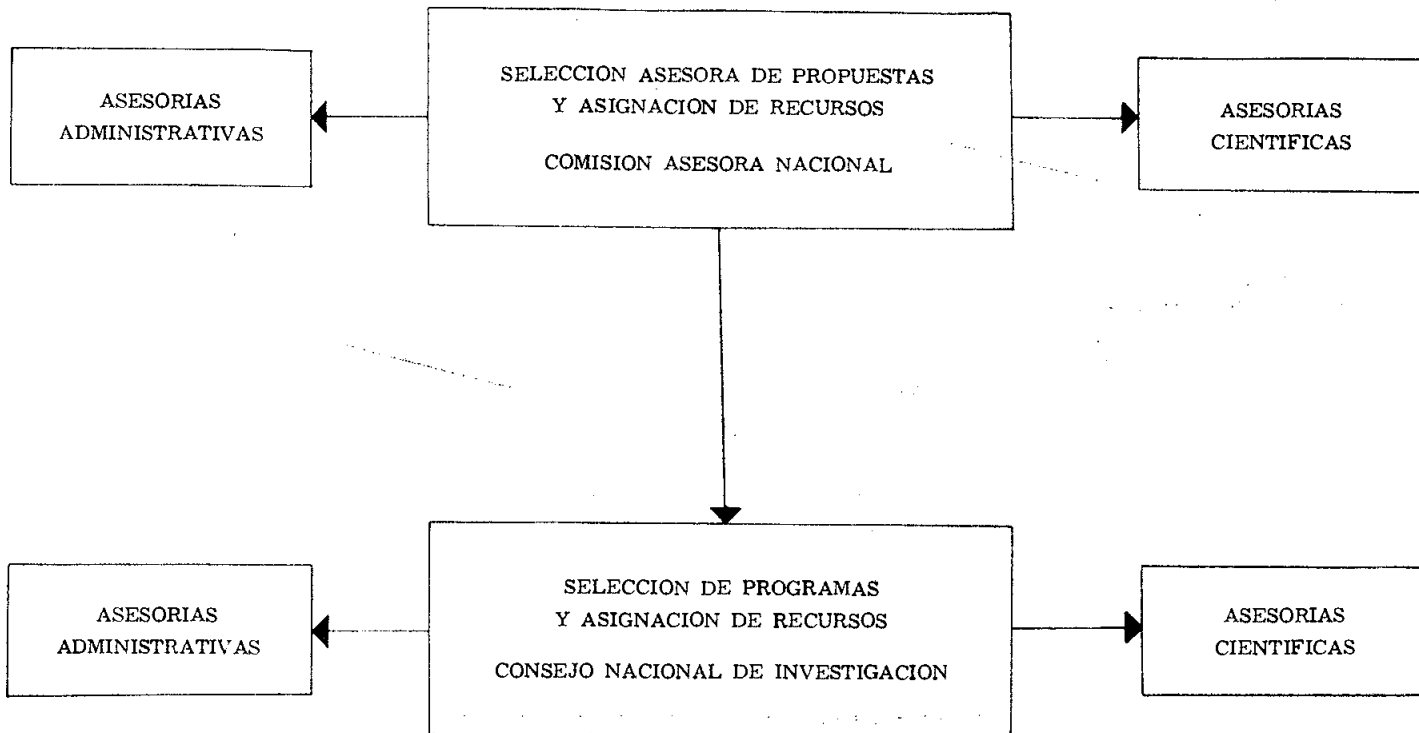 ASESORIAS
ADMINISTRATIVAS
SELECCION ASESORA DE PROPUESTAS
Y ASIGNACION DE RECURSOS
COMISION ASESORA NACIONAL
ASESORIAS
CIENTIFICAS
ASESORIAS
ADMINISTRATIVAS
SELECCION DE PROGRAMAS
Y ASIGNACION DE RECURSOS
CONSEJO NACIONAL DE INVESTIGACION
ASESORIAS
CIENTIFICAS